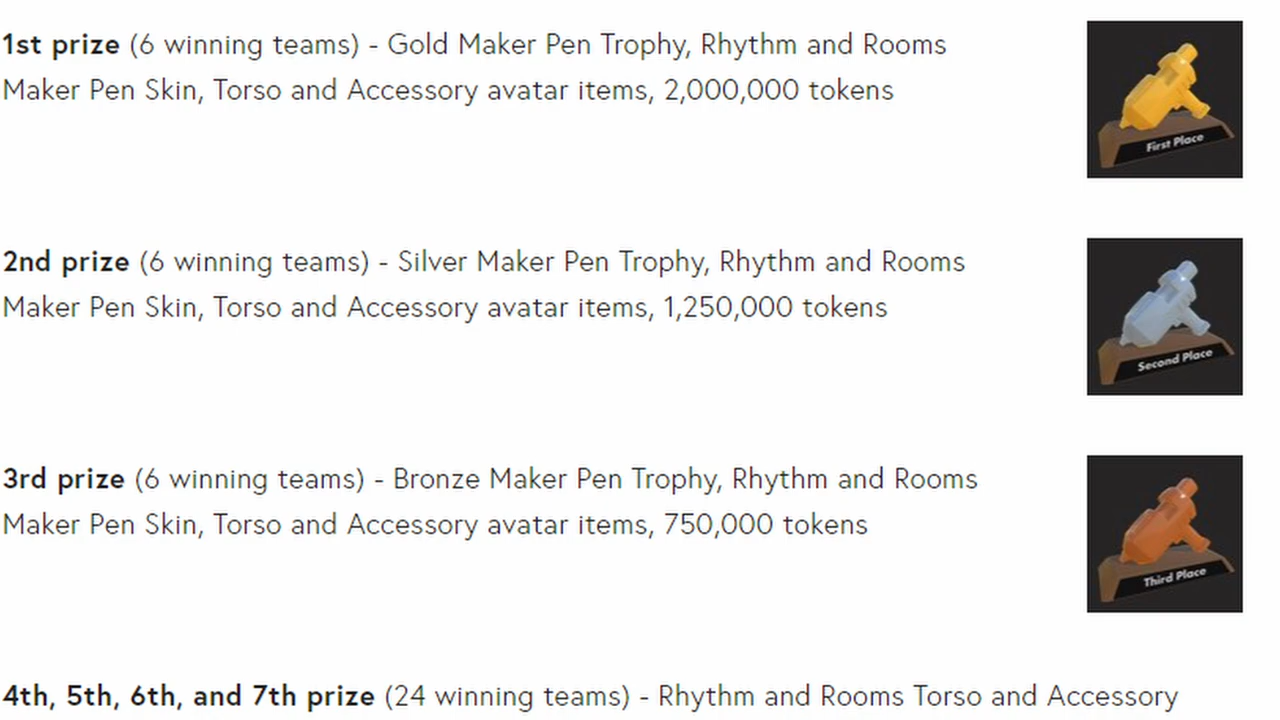 1st prize (6 winning teams) - Gold Maker Pen Trophy, Rhythm and Rooms
Maker Pen Skin, Torso and Accessory avatar items, 2,000,000 tokens
First Place
2nd prize (6 winning teams) - Silver Maker Pen Trophy, Rhythm and Rooms
Maker Pen Skin, Torso and Accessory avatar items, 1,250,000 tokens
Second Place
3rd prize (6 winning teams) - Bronze Maker Pen Trophy, Rhythm and Rooms
Maker Pen Skin, Torso and Accessory avatar items, 750,000 tokens
Third Place
4th, 5th, 6th, and 7th prize (24 winning teams) - Rhythm and Rooms Torso and Accessory